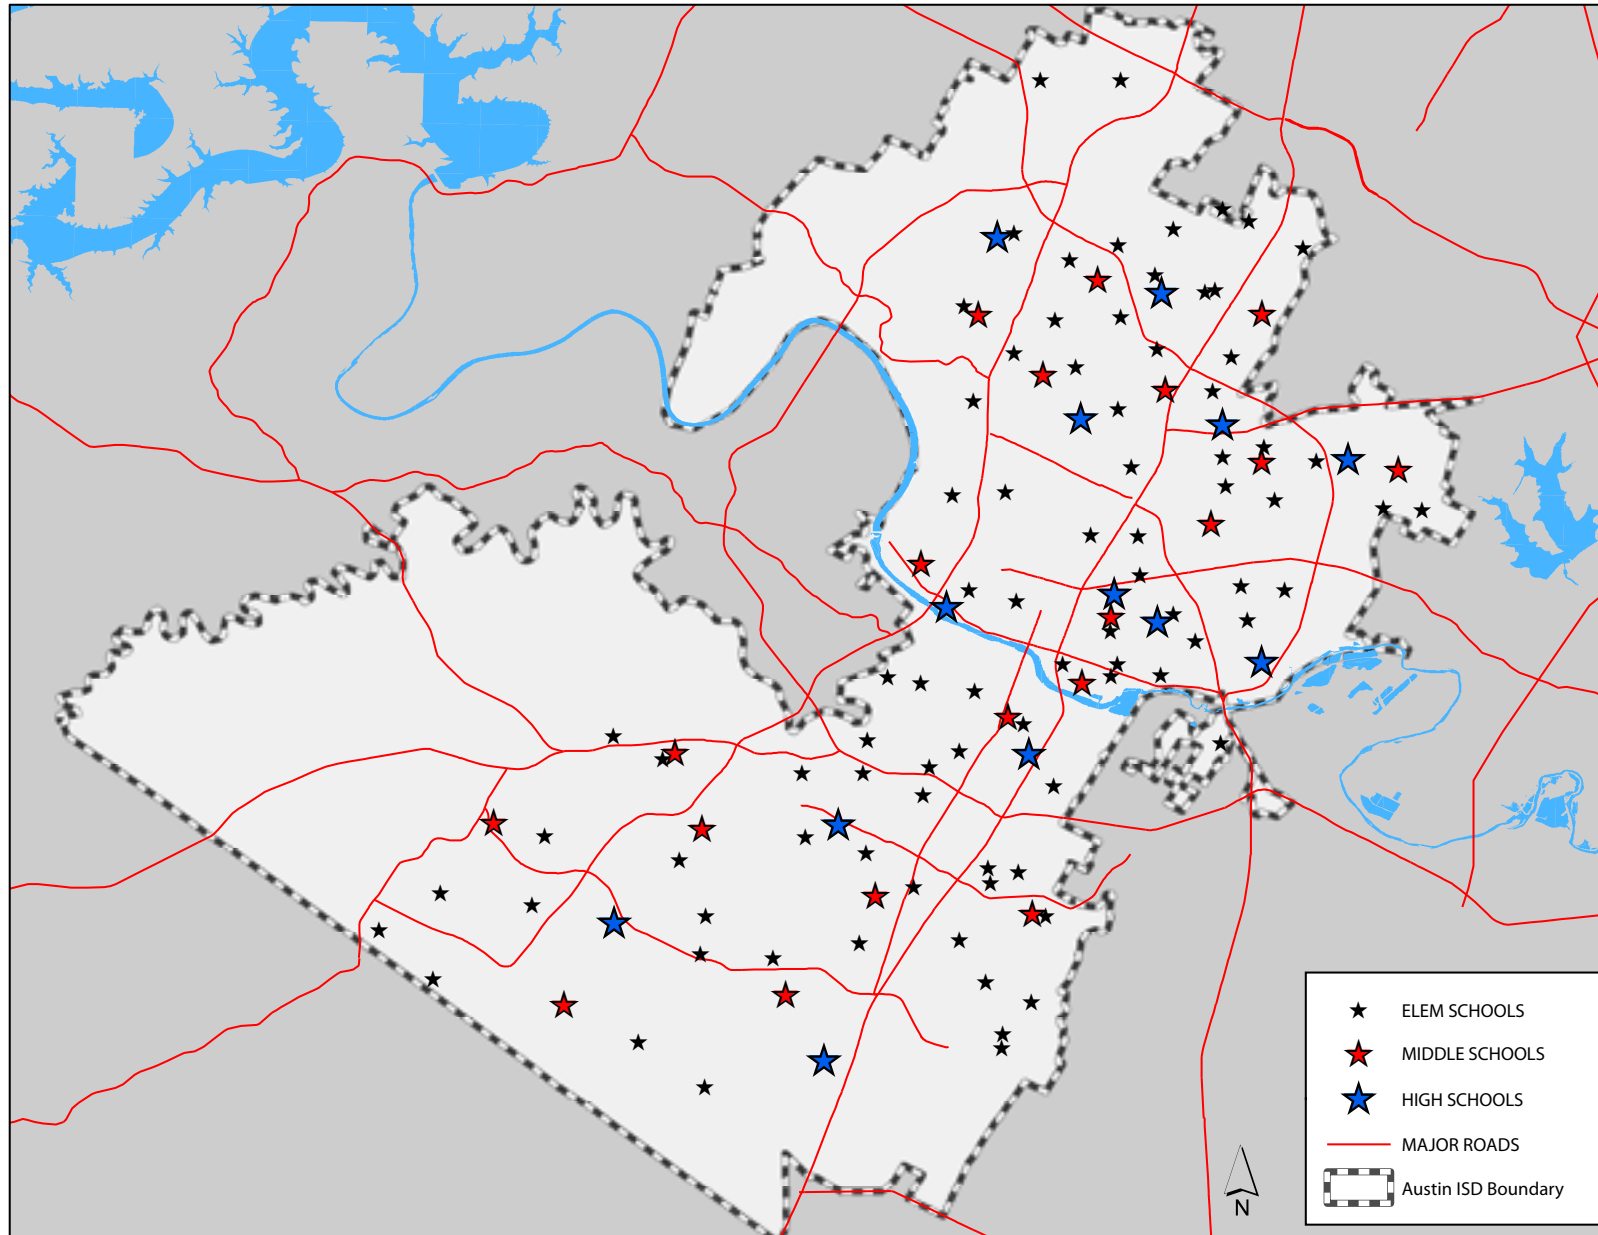 ELEM SCHOOLS
MIDDLE SCHOOLS
HIGH SCHOOLS
MAJOR ROADS
Austin ISD Boundary
N